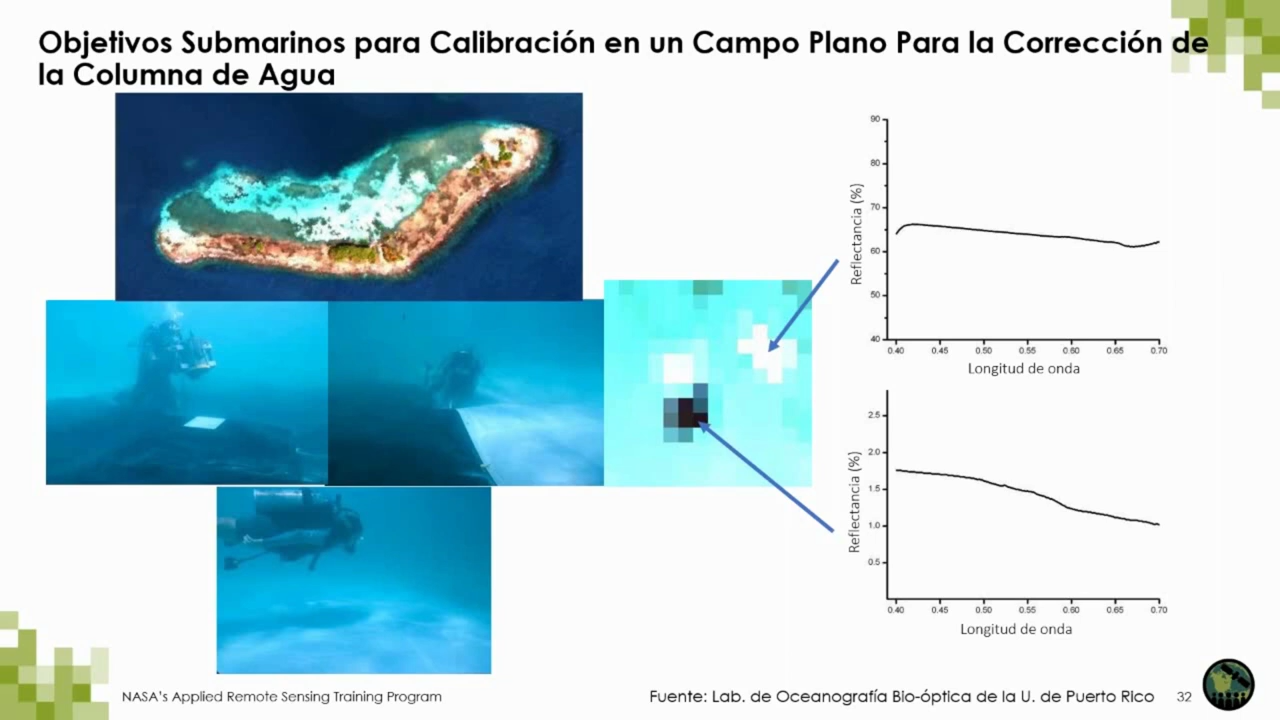 Objetivos Submarinos para Calibración en un Campo Plano Para la Corrección de
la Columna de Agua
90
80
70
60
50
40
Reflectancia (%)
0.40 0.45 0.50 0.55 0.60 0.65 0.70
Longitud de onda
2.5
2.0
1.5
1.0
0.5
Reflectancia (%)
0.40 0.45 0.50 0.55 0.60 0.65 0.70
Longitud de onda
NASA's Applied Remote Sensing Training Program
Fuente: Lab. de Oceanografía Bio-óptica de la U. de Puerto Rico
32